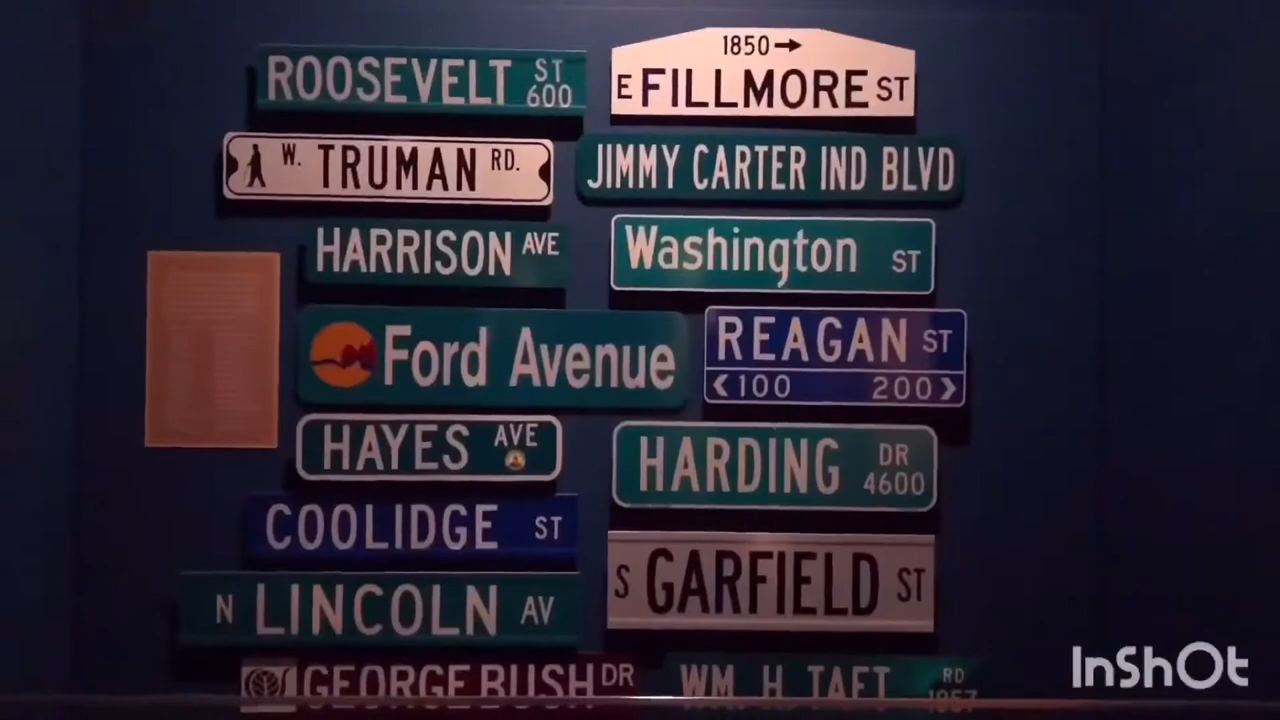 ROOSEVELT ST 600
1850→
E FILLMORE ST
W. TRUMAN RD.
JIMMY CARTER IND BLVD
HARRISON AVE
Washington ST
Ford Avenue
REAGAN ST
<100 200>
HAYES AVE
HARDING DR 4600
COOLIDGE ST
S GARFIELD ST
N LINCOLN AV
GEORGE BUSH DR
WM. H. TAFT RD 1957
InShOt